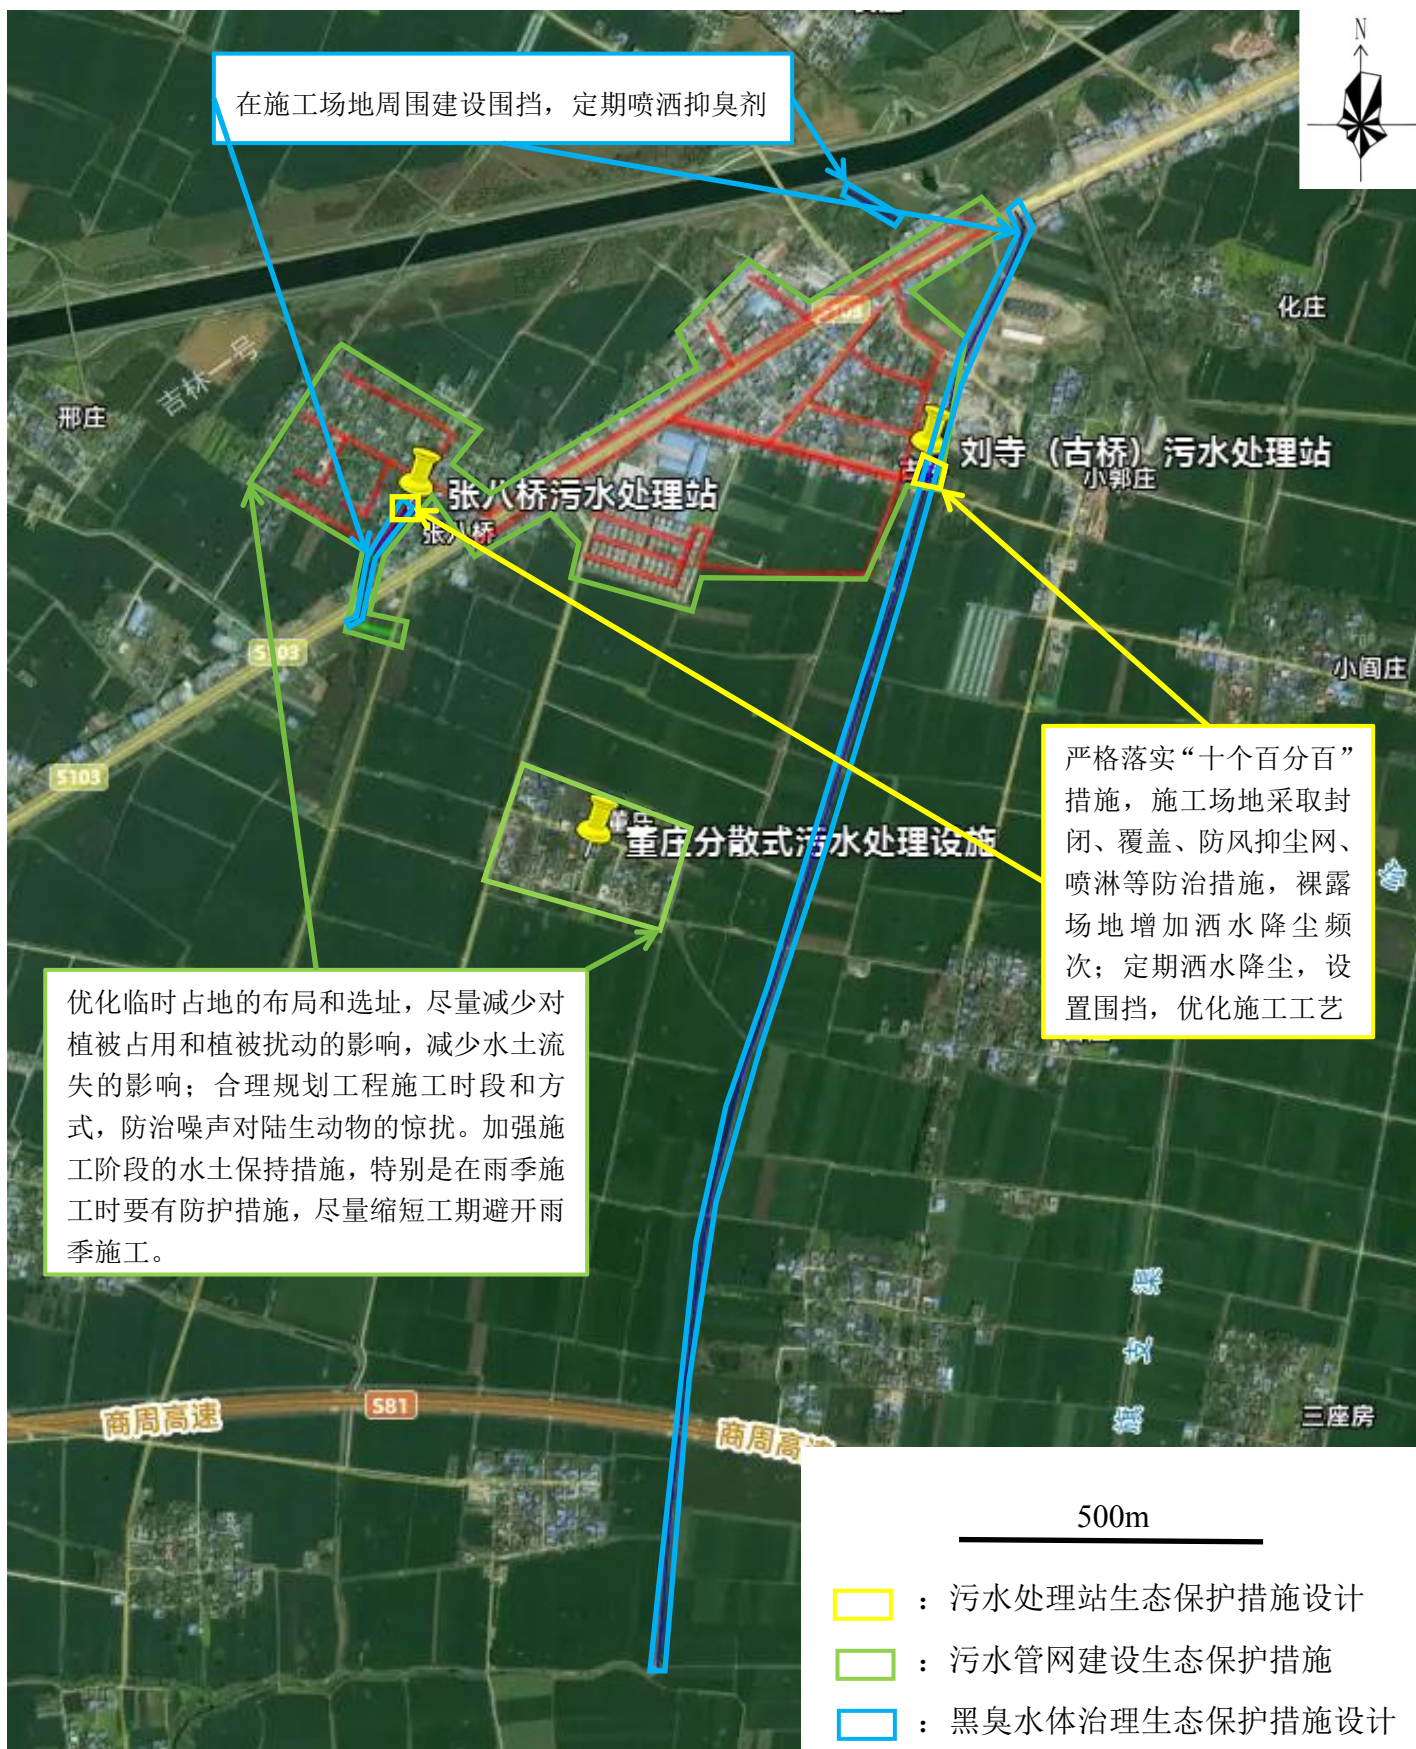 N
在施工场地周围建设围挡，定期喷洒抑臭剂
化庄
S103
吉林一号
邢庄
刘寺（古桥）污水处理站
小郭庄
张八桥污水处理站
张八桥
S103
小阎庄
S103
严格落实“十个百分百”
措施，施工场地采取封
闭、覆盖、防风抑尘网、
喷淋等防治措施，裸露
场地增加洒水降尘频
次；定期洒水降尘，设
置围挡，优化施工工艺
董庄分散式污水处理设施
优化临时占地的布局和选址，尽量减少对
植被占用和植被扰动的影响，减少水土流
失的影响；合理规划工程施工时段和方
式，防治噪声对陆生动物的惊扰。加强施
工阶段的水土保持措施，特别是在雨季施
工时要有防护措施，尽量缩短工期避开雨
季施工。
渠
支
旗
S81
商周高速
商周高速
三座房
500m
：污水处理站生态保护措施设计
：污水管网建设生态保护措施
：黑臭水体治理生态保护措施设计